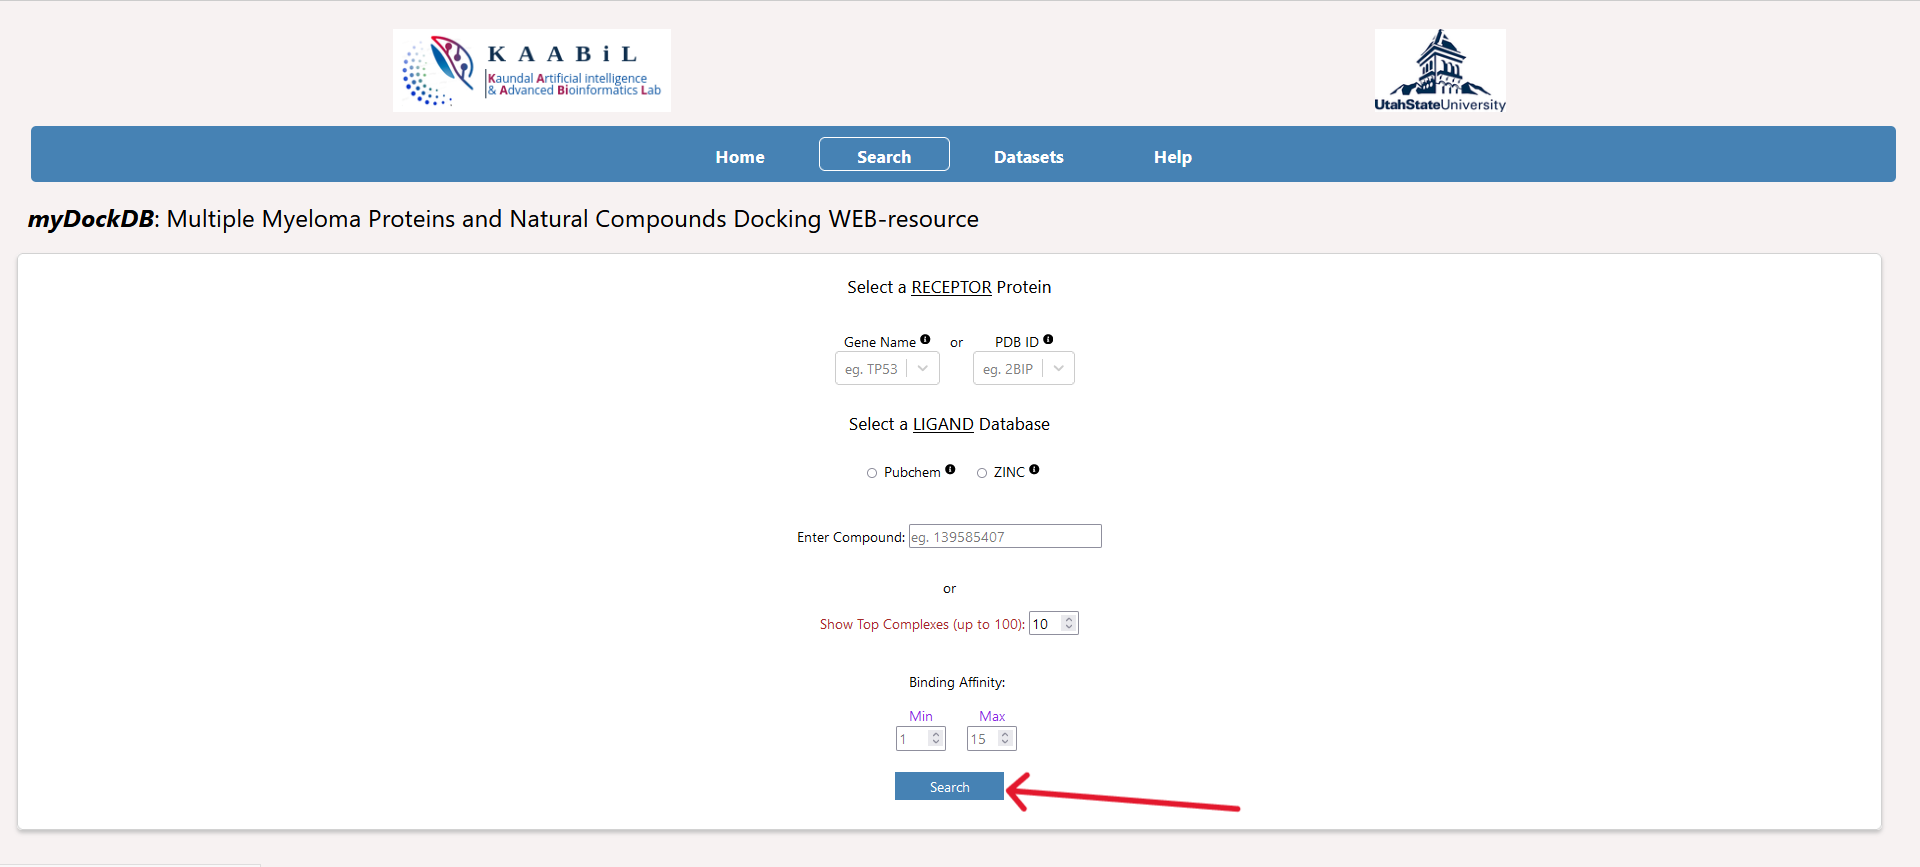 KAABiL
Kaundal Artificial intelligence
& Advanced Bioinformatics Lab
UtahStateUniversity
Home Search Datasets Help
myDockDB: Multiple Myeloma Proteins and Natural Compounds Docking WEB-resource
Select a RECEPTOR Protein
Gene Name or PDB ID
eg. TP53 eg. 2BIP
Select a LIGAND Database
Pubchem ZINC
Enter Compound: eg. 139585407
or
Show Top Complexes (up to 100): 10
Binding Affinity:
Min Max
1 15
Search